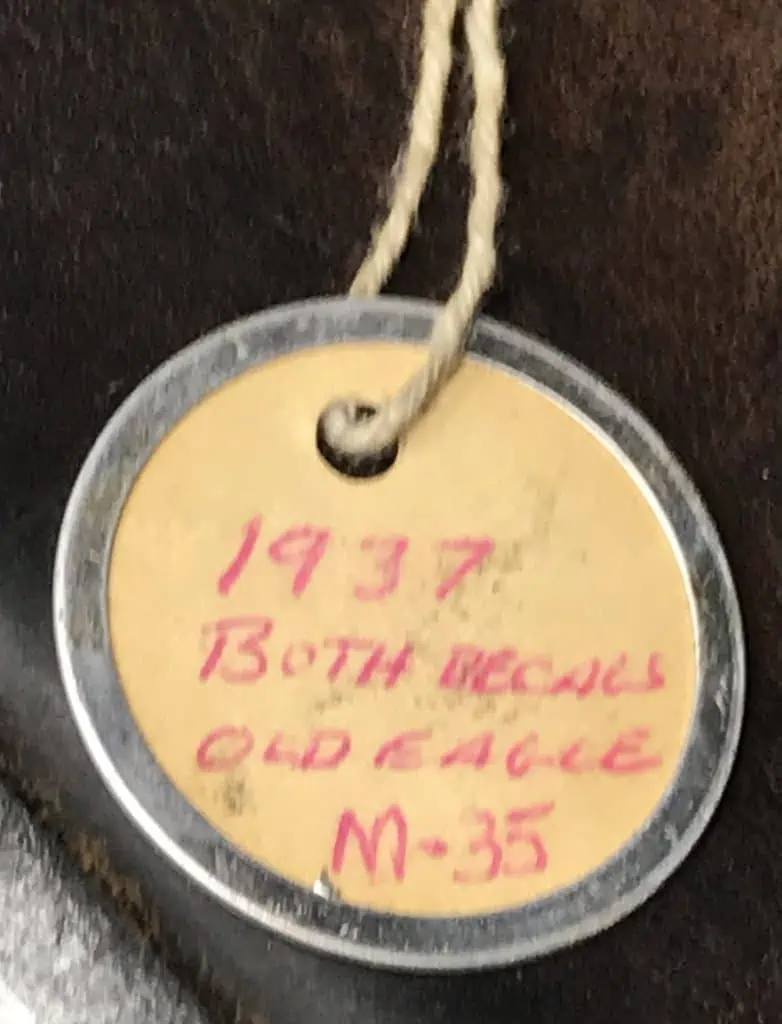 1937
BOTH DECALS
OLD EAGLE
M-35